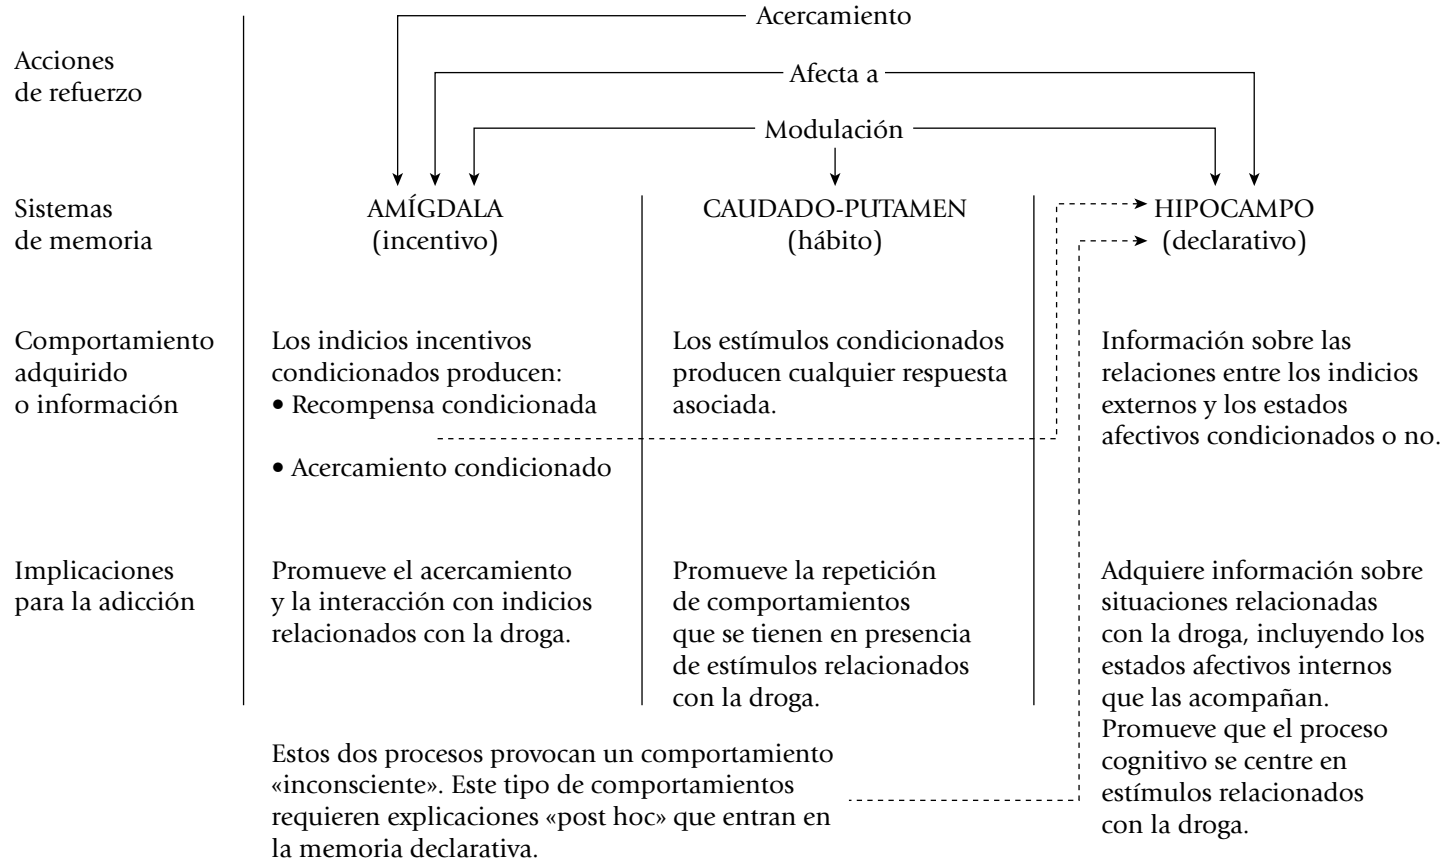 Acercamiento
Acciones
de refuerzo
Afecta a
Modulación
Sistemas
de memoria
AMÍGDALA
(incentivo)
CAUDADO-PUTAMEN
(hábito)
HIPOCAMPO
(declarativo)
Comportamiento
adquirido
o información
Los indicios incentivos
condicionados producen:
• Recompensa condicionada
• Acercamiento condicionado
Los estímulos condicionados
producen cualquier respuesta
asociada.
Información sobre las
relaciones entre los indicios
externos y los estados
afectivos condicionados o no.
Implicaciones
para la adicción
Promueve el acercamiento
y la interacción con indicios
relacionados con la droga.
Promueve la repetición
de comportamientos
que se tienen en presencia
de estímulos relacionados
con la droga.
Adquiere información sobre
situaciones relacionadas
con la droga, incluyendo los
estados afectivos internos
que las acompañan.
Promueve que el proceso
cognitivo se centre en
estímulos relacionados
con la droga.
Estos dos procesos provocan un comportamiento
«inconsciente». Este tipo de comportamientos
requieren explicaciones «post hoc» que entran en
la memoria declarativa.